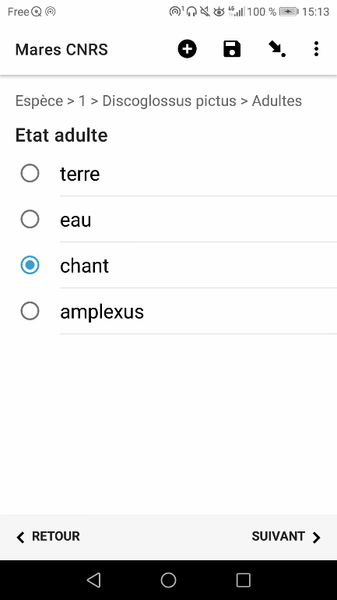 Free 100 % 15:13
Mares CNRS
Espèce > 1 > Discoglossus pictus > Adultes
Etat adulte
terre
eau
chant
amplexus
RETOUR SUIVANT